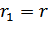 r₁ = r